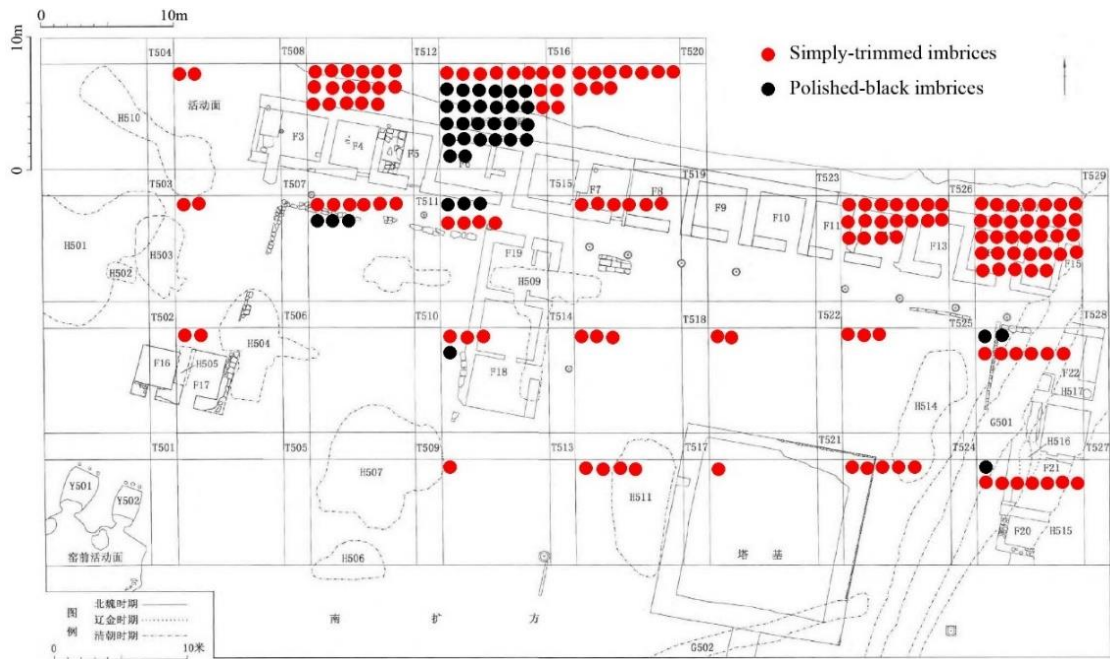 0 10m
10m
0
Simply-trimmed imbrices
Polished-black imbrices
T504 T508 T512 T516 T520
H510
活动面
F3 F4 F5
T503 T507 T511 T515 F7 F8 T519 T523 T526 T529
F9 F10 F11 F13 F15
H501 H503
H502
F19
H509
T502 T506 T510 T514 T518 T522 T525 T528
H504
F16 H505
F17
F18
H514
F22
H517
G501
T501 T505 T509 T513 T517 T521 T524 H516
T527
Y501
Y502
H507
H511
F21
F20 H515
窑前活动面
H506
塔 基
图 北魏时期
辽金时期
例 清朝时期
0 10米
南 扩 方
G502